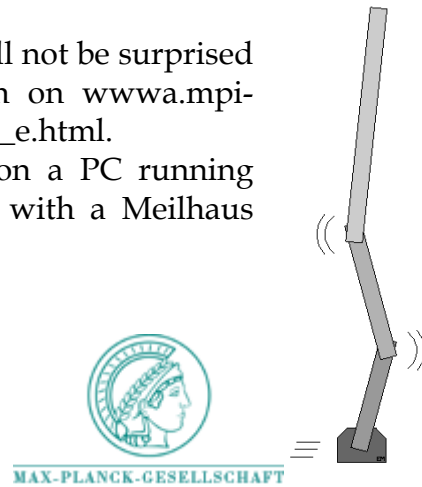 ll not be surprised
n on wwwa.mpi-
_e.html.
on a PC running
with a Meilhaus
MAX-PLANCK-GESELLSCHAFT